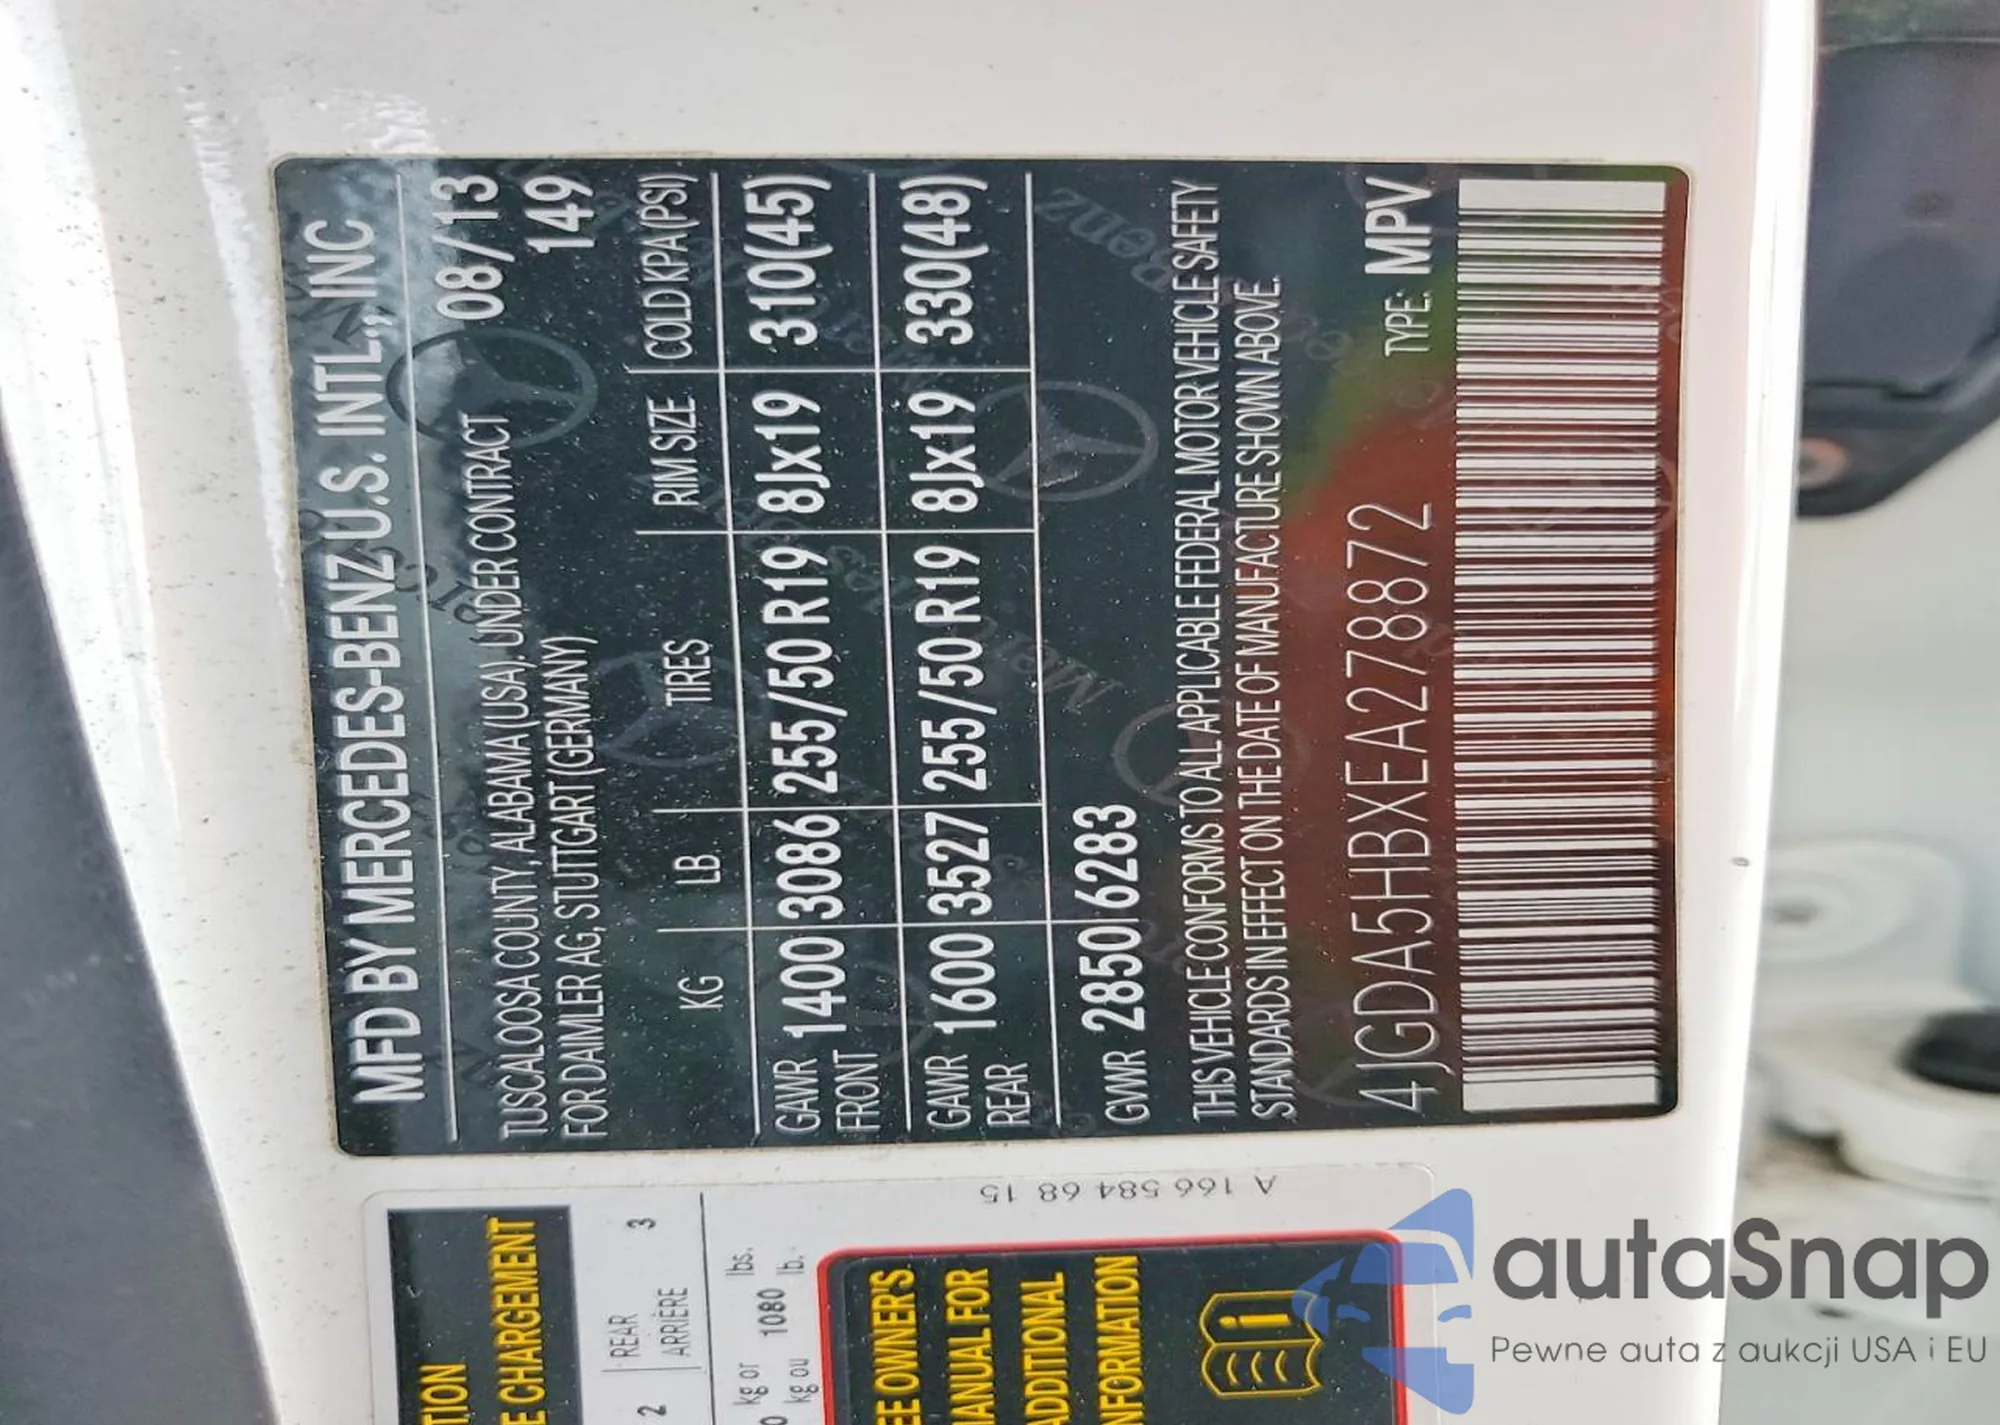 MFD BY MERCEDES-BENZ U.S. INTL., INC
08/13
TUSCALOOSA COUNTY, ALABAMA (USA), UNDER CONTRACT
149
FOR DAIMLER AG, STUTTGART (GERMANY)
KG LB TIRES RIM SIZE COLD KPA(PSI)
GAWR FRONT 1400 3086 255/50 R19 8Jx19 310(45)
GAWR REAR 1600 3527 255/50 R19 8Jx19 330(48)
GVWR 2850 6283
THIS VEHICLE CONFORMS TO ALL APPLICABLE FEDERAL MOTOR VEHICLE SAFETY
STANDARDS IN EFFECT ON THE DATE OF MANUFACTURE SHOWN ABOVE.
4JGDA5HBXEA278872 TYPE: MPV
A 166 584 68 15
CHARGEMENT
2 REAR 3
ARRIÈRE
kg or 1080 lbs.
kg ou lb.
OWNER'S
FOR
ADDITIONAL
autaSnap
Pewne auta z aukcji USA i EU